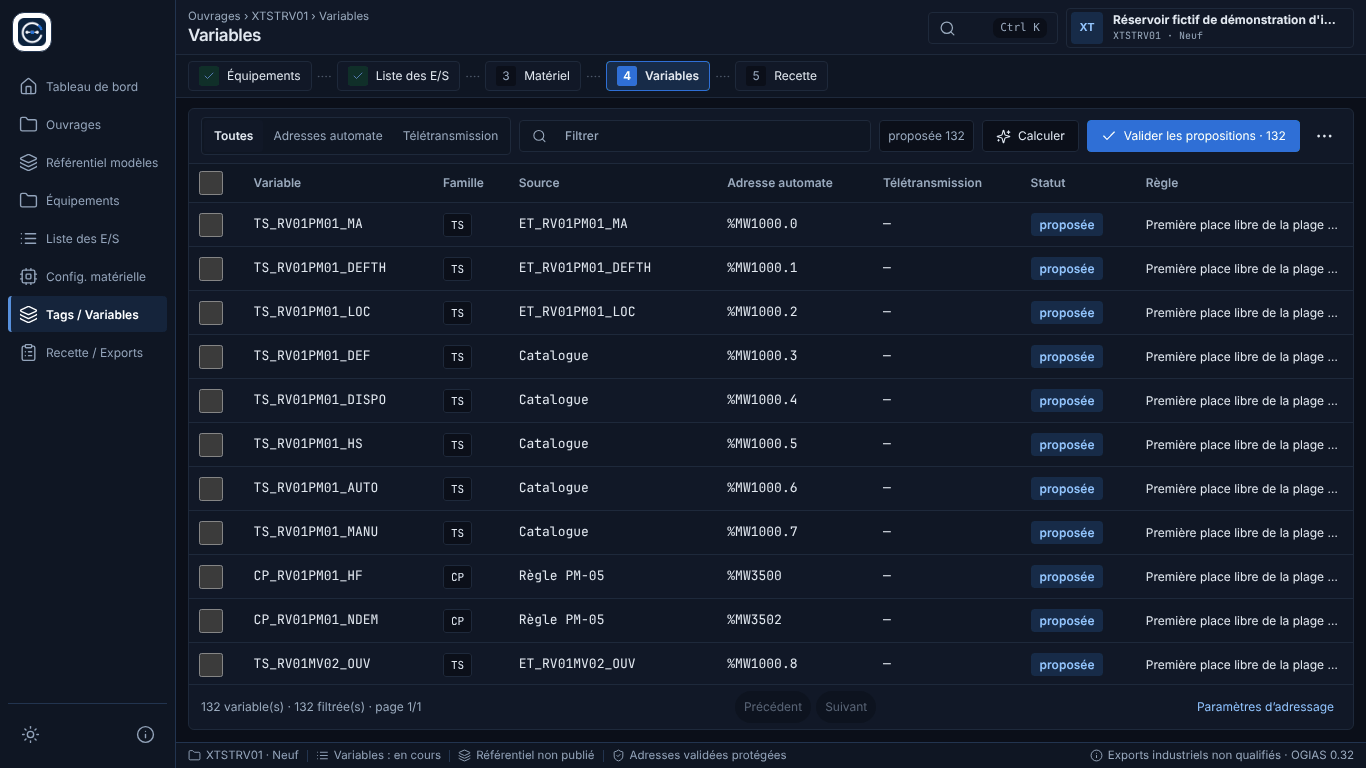 Ouvrages › XTSTRV01 › Variables
Variables
Ctrl K
XT
Réservoir fictif de démonstration d'i...
XTSTRV01 · Neuf
Tableau de bord
Ouvrages
Référentiel modèles
Équipements
Liste des E/S
Config. matérielle
Tags / Variables
Recette / Exports
Équipements
Liste des E/S
3 Matériel
4 Variables
5 Recette
Toutes Adresses automate Télétransmission
Filtrer
proposée 132
Calculer
Valider les propositions · 132
Variable Famille Source Adresse automate Télétransmission Statut Règle
TS_RV01PM01_MA TS ET_RV01PM01_MA %MW1000.0 — proposée Première place libre de la plage ...
TS_RV01PM01_DEFTH TS ET_RV01PM01_DEFTH %MW1000.1 — proposée Première place libre de la plage ...
TS_RV01PM01_LOC TS ET_RV01PM01_LOC %MW1000.2 — proposée Première place libre de la plage ...
TS_RV01PM01_DEF TS Catalogue %MW1000.3 — proposée Première place libre de la plage ...
TS_RV01PM01_DISPO TS Catalogue %MW1000.4 — proposée Première place libre de la plage ...
TS_RV01PM01_HS TS Catalogue %MW1000.5 — proposée Première place libre de la plage ...
TS_RV01PM01_AUTO TS Catalogue %MW1000.6 — proposée Première place libre de la plage ...
TS_RV01PM01_MANU TS Catalogue %MW1000.7 — proposée Première place libre de la plage ...
CP_RV01PM01_HF CP Règle PM-05 %MW3500 — proposée Première place libre de la plage ...
CP_RV01PM01_NDEM CP Règle PM-05 %MW3502 — proposée Première place libre de la plage ...
TS_RV01MV02_OUV TS ET_RV01MV02_OUV %MW1000.8 — proposée Première place libre de la plage ...
132 variable(s) · 132 filtrée(s) · page 1/1
Précédent Suivant
Paramètres d'adressage
XTSTRV01 · Neuf
Variables : en cours
Référentiel non publié
Adresses validées protégées
Exports industriels non qualifiés · OGIAS 0.32